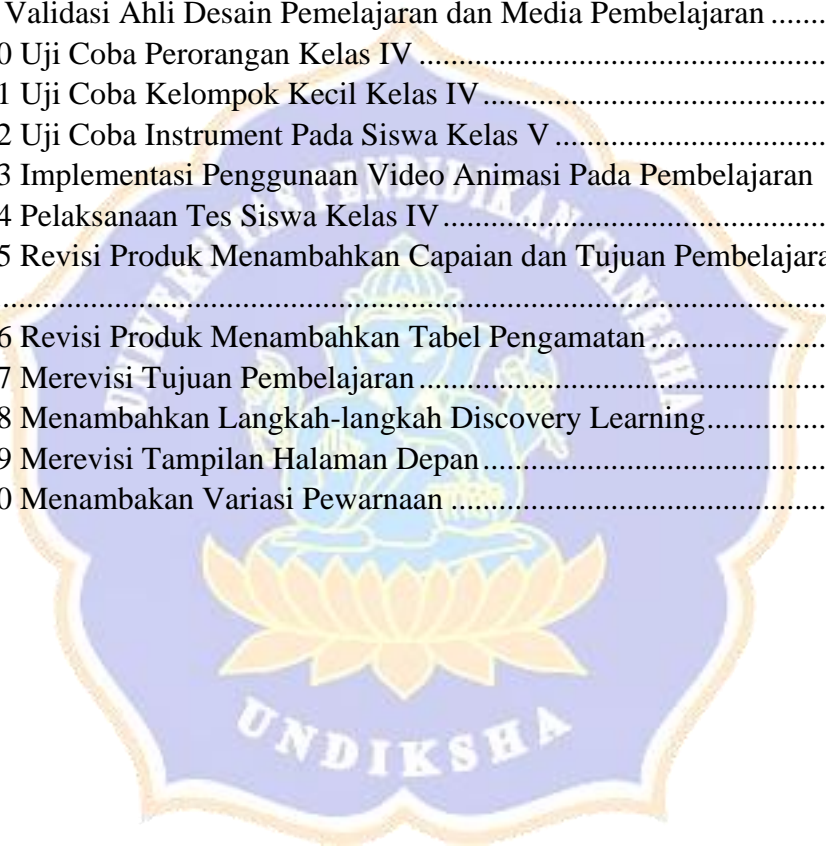 Validasi Ahli Desain Pemelajaran dan Media Pembelajaran .......
0 Uji Coba Perorangan Kelas IV ..................................................
1 Uji Coba Kelompok Kecil Kelas IV ..........................................
2 Uji Coba Instrument Pada Siswa Kelas V .................................
3 Implementasi Penggunaan Video Animasi Pada Pembelajaran
4 Pelaksanaan Tes Siswa Kelas IV ...............................................
5 Revisi Produk Menambahkan Capaian dan Tujuan Pembelajara
....................................................................................................
6 Revisi Produk Menambahkan Tabel Pengamatan ....................
7 Merevisi Tujuan Pembelajaran ..................................................
8 Menambahkan Langkah-langkah Discovery Learning ..............
9 Merevisi Tampilan Halaman Depan ..........................................
0 Menambakan Variasi Pewarnaan ..............................................
UNIVERSITAS PENDIDIKAN GANESHA
UNDIKSHA